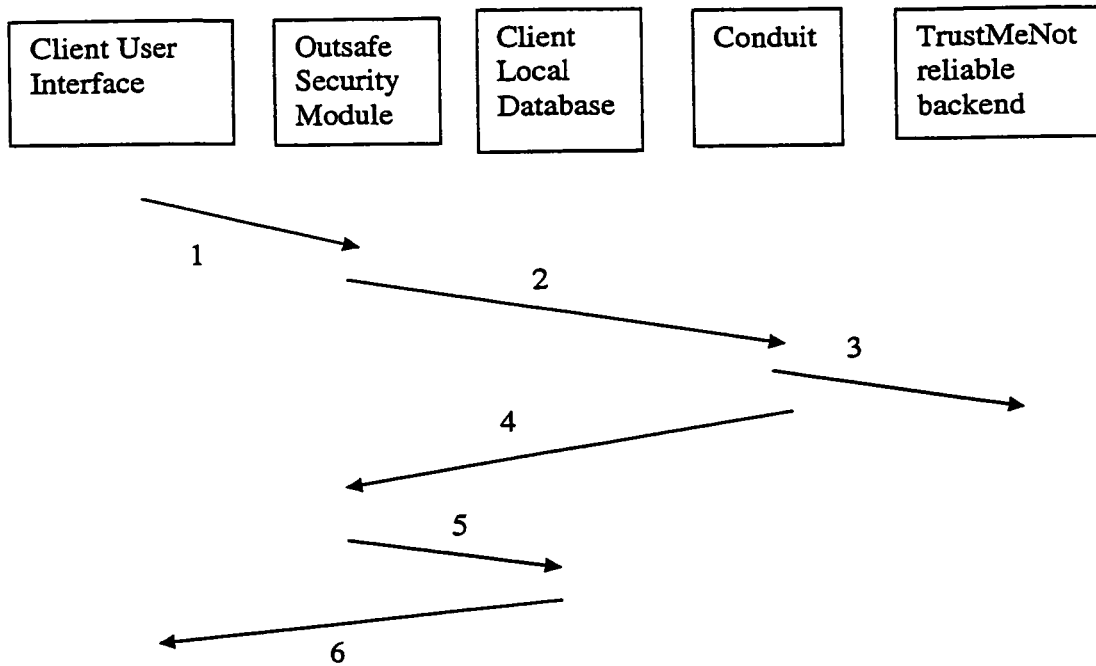 Client User
Interface
Outsafe
Security
Module
Client
Local
Database
Conduit
TrustMeNot
reliable
backend
1
2
3
4
5
6